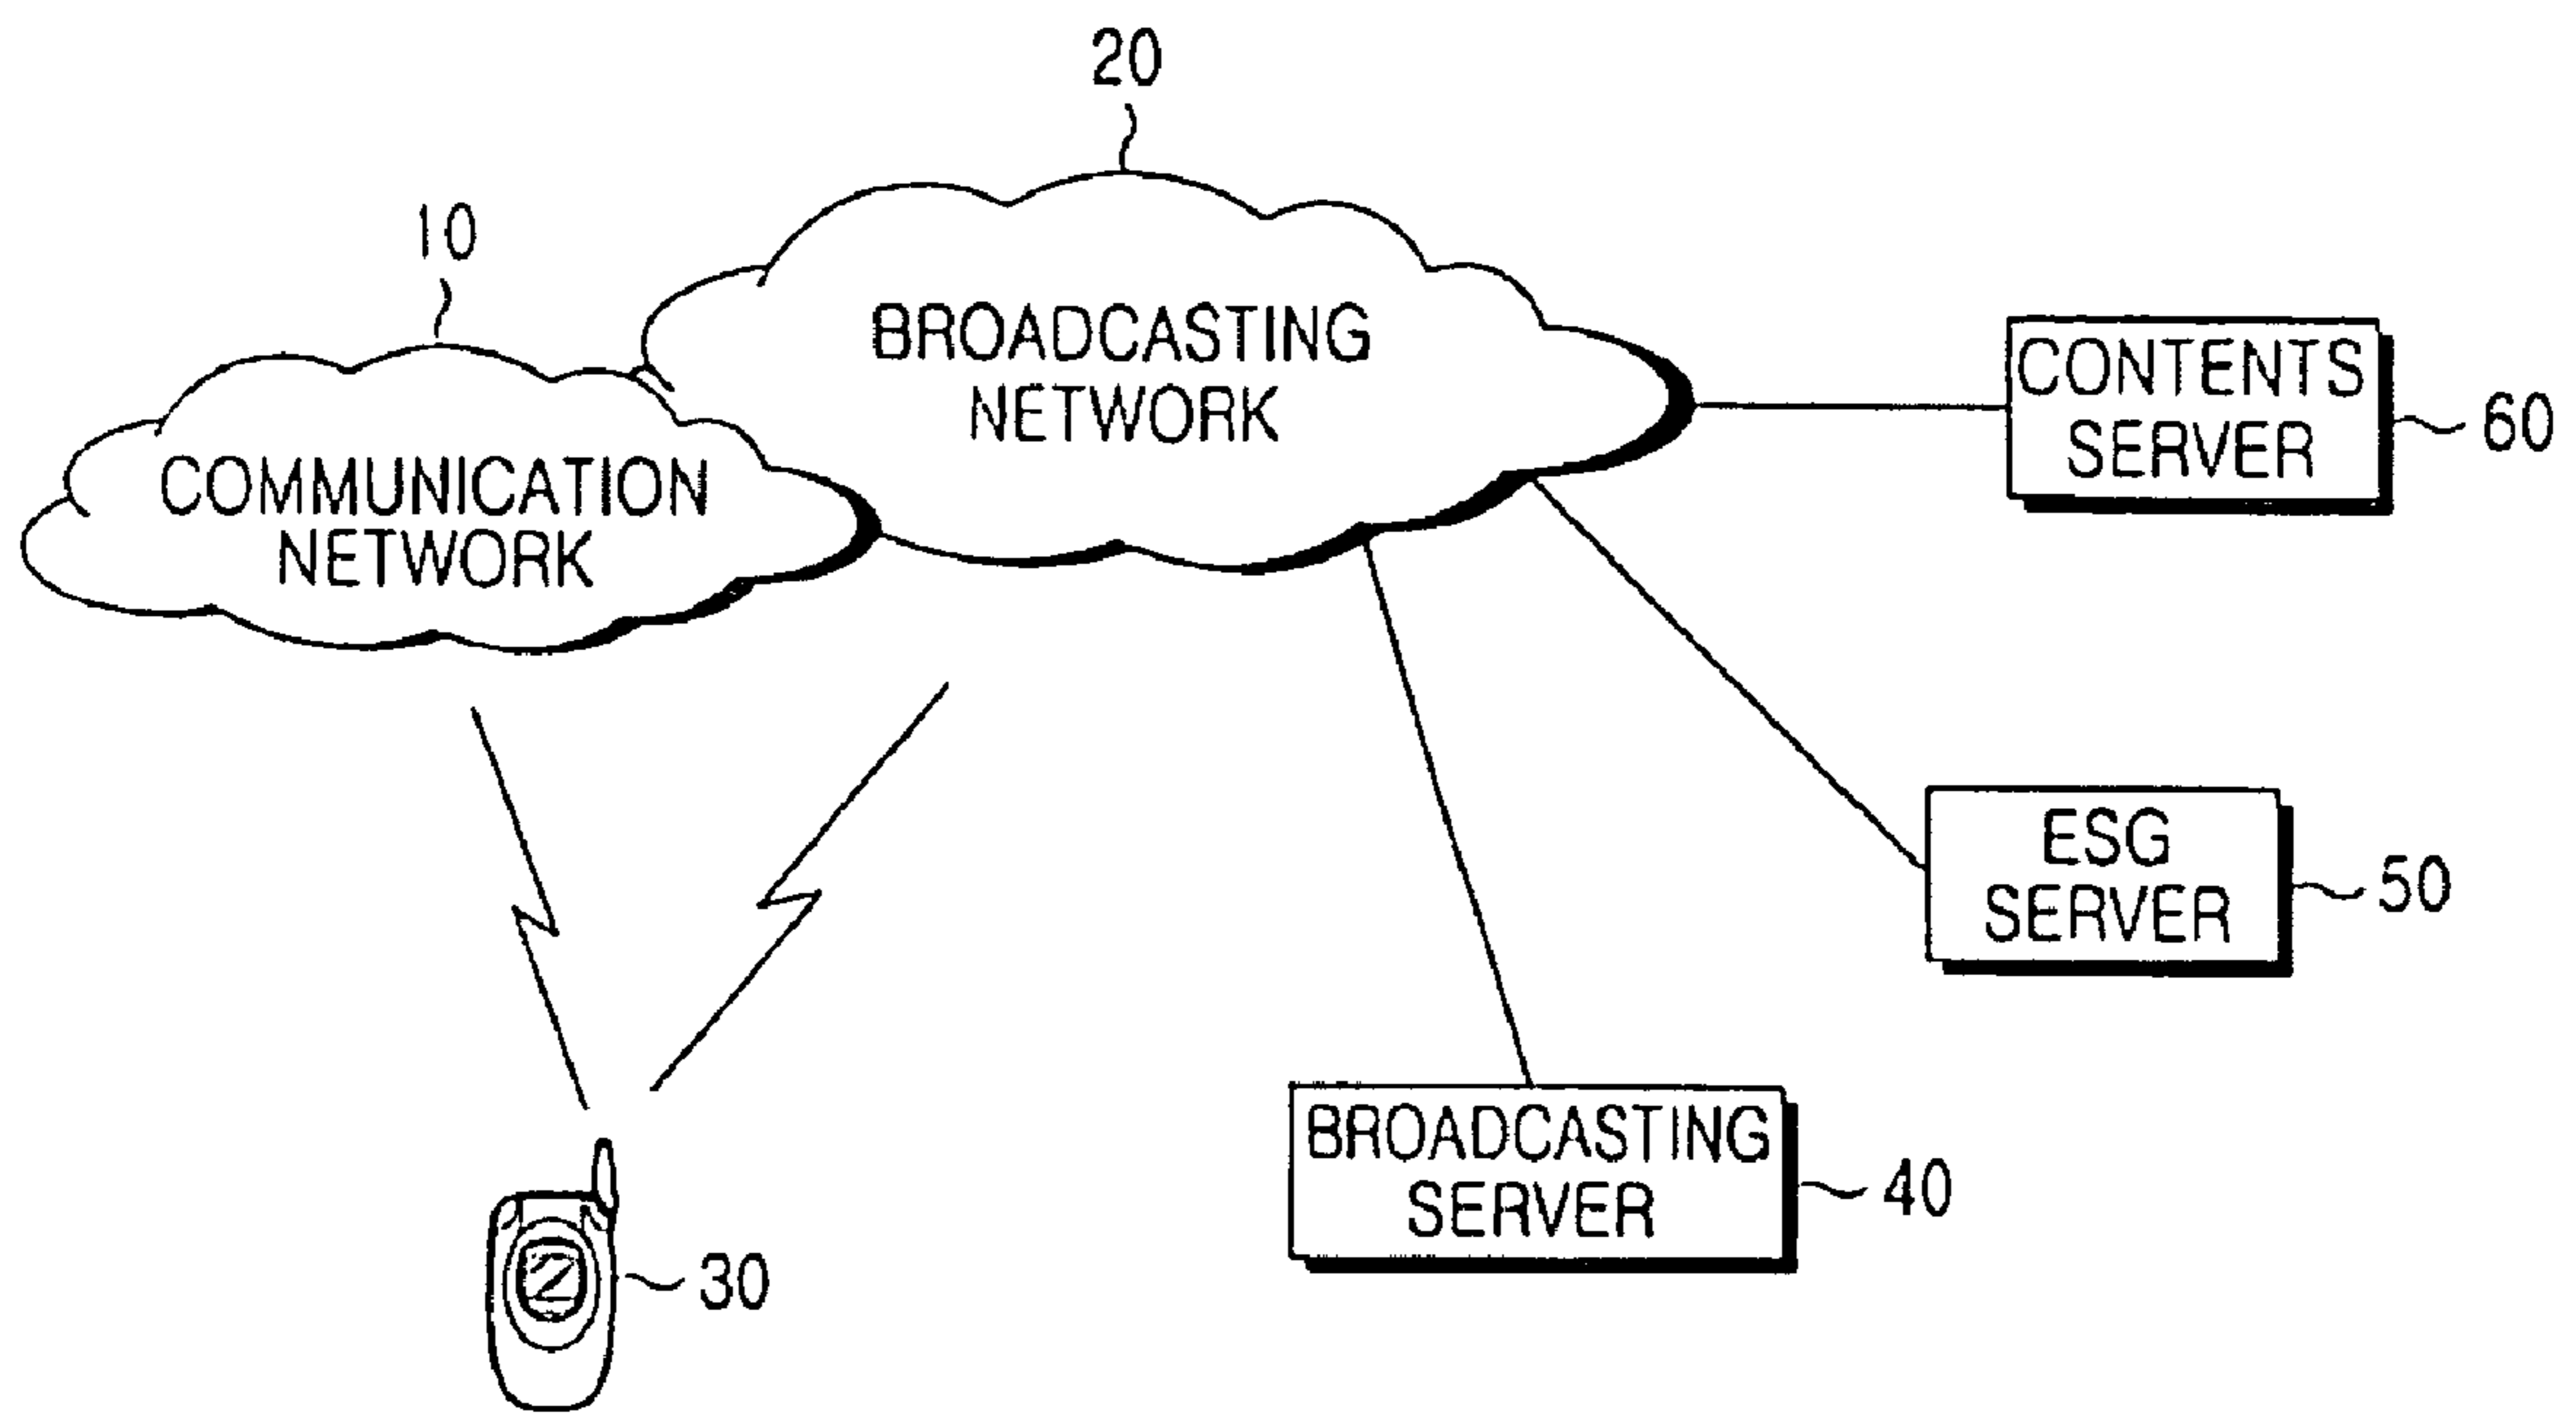 20
10
BROADCASTING
NETWORK
COMMUNICATION
NETWORK
CONTENTS
SERVER
60
ESG
SERVER
50
BROADCASTING
SERVER
40
30